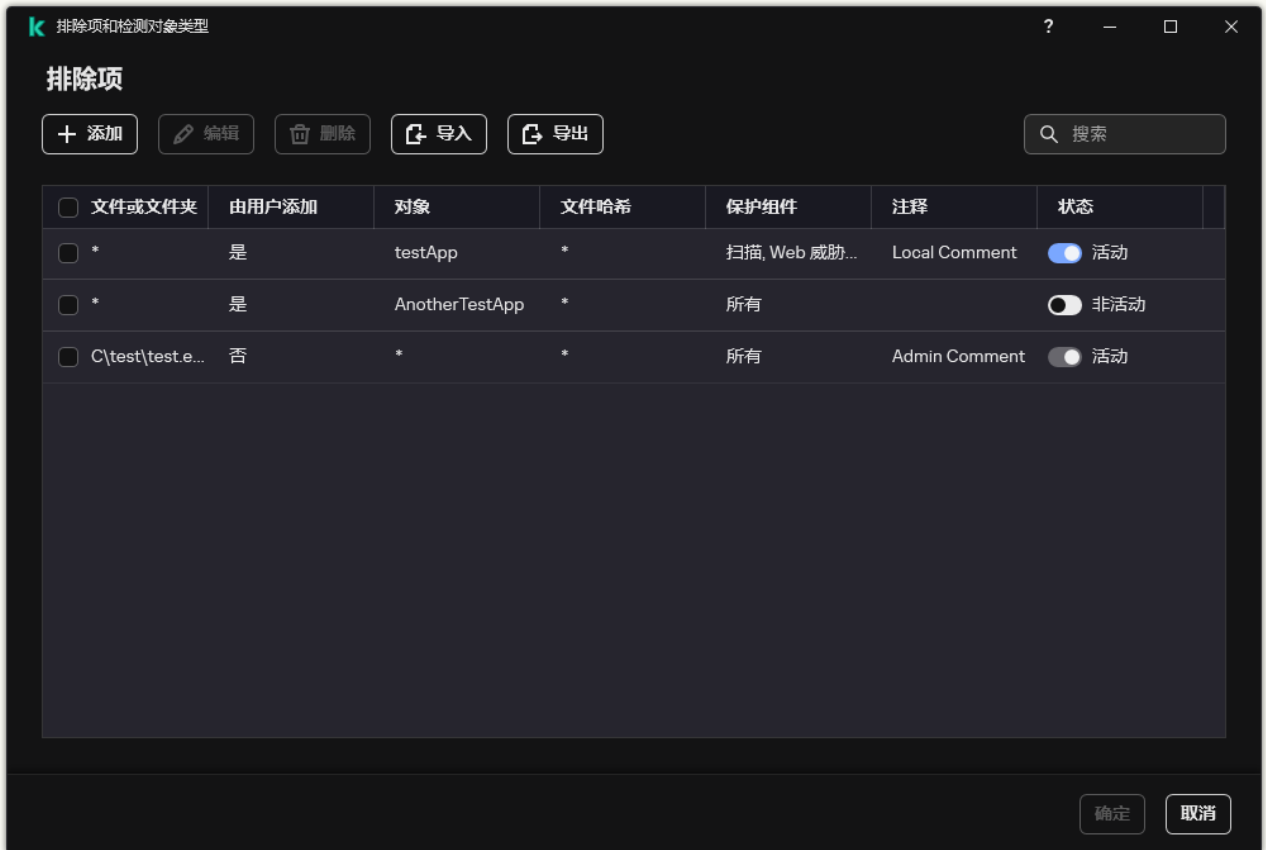 排除项和检测对象类型
排除项
添加 编辑 删除 导入 导出 搜索
文件或文件夹 由用户添加 对象 文件哈希 保护组件 注释 状态
* 是 testApp * 扫描, Web 威胁... Local Comment 活动
* 是 AnotherTestApp * 所有 非活动
C\test\test.e... 否 * * 所有 Admin Comment 活动
确定 取消